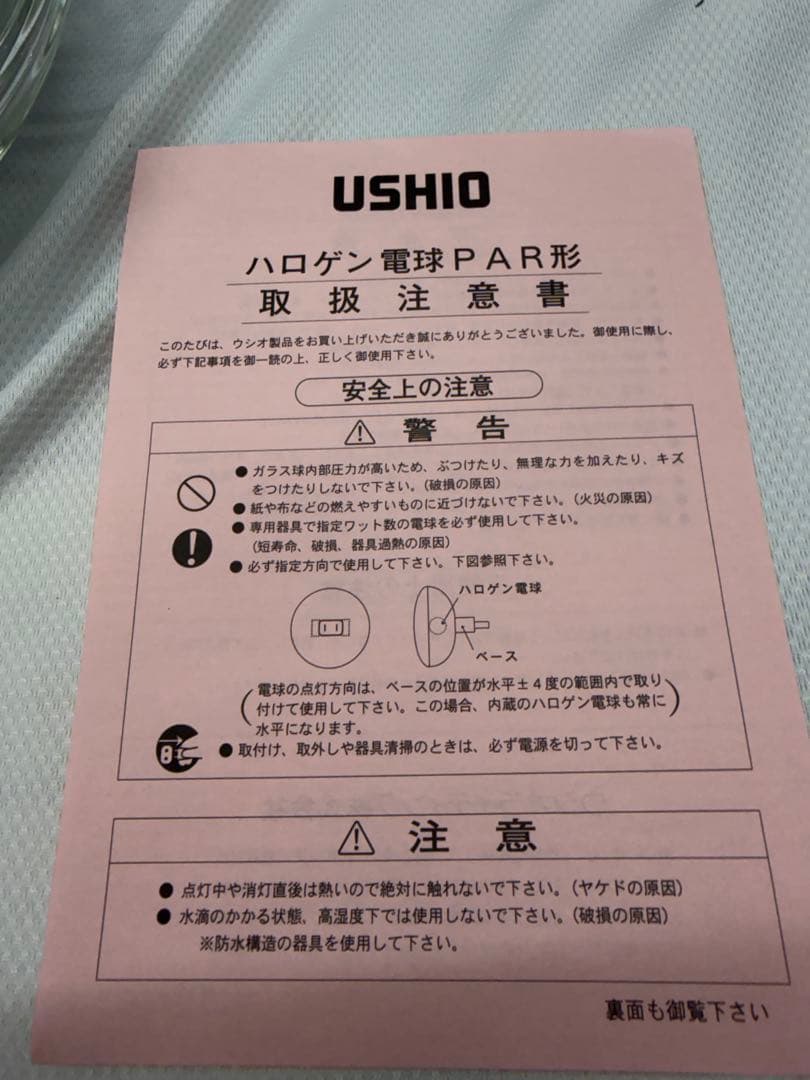 USHIO
ハロゲン電球PAR形
取扱注意書
このたびは、ウシオ製品をお買い上げいただき誠にありがとうございました。御使用に際し、
必ず下記事項を御一読の上、正しく御使用下さい。
安全上の注意
警告
● ガラス球内部圧力が高いため、ぶつけたり、無理な力を加えたり、キズ
をつけたりしないで下さい。(破損の原因)
● 紙や布などの燃えやすいものに近づけないで下さい。(火災の原因)
● 専用器具で指定ワット数の電球を必ず使用して下さい。
(短寿命、破損、器具過熱の原因)
● 必ず指定方向で使用して下さい。下図参照下さい。
ハロゲン電球
ベース
(電球の点灯方向は、ベースの位置が水平±4度の範囲内で取り
付けて使用して下さい。この場合、内蔵のハロゲン電球も常に
水平になります。)
● 取付け、取外しや器具清掃のときは、必ず電源を切って下さい。
注意
● 点灯中や消灯直後は熱いので絶対に触れないで下さい。(ヤケドの原因)
● 水滴のかかる状態、高湿度下では使用しないで下さい。(破損の原因)
※防水構造の器具を使用して下さい。
裏面も御覧下さい